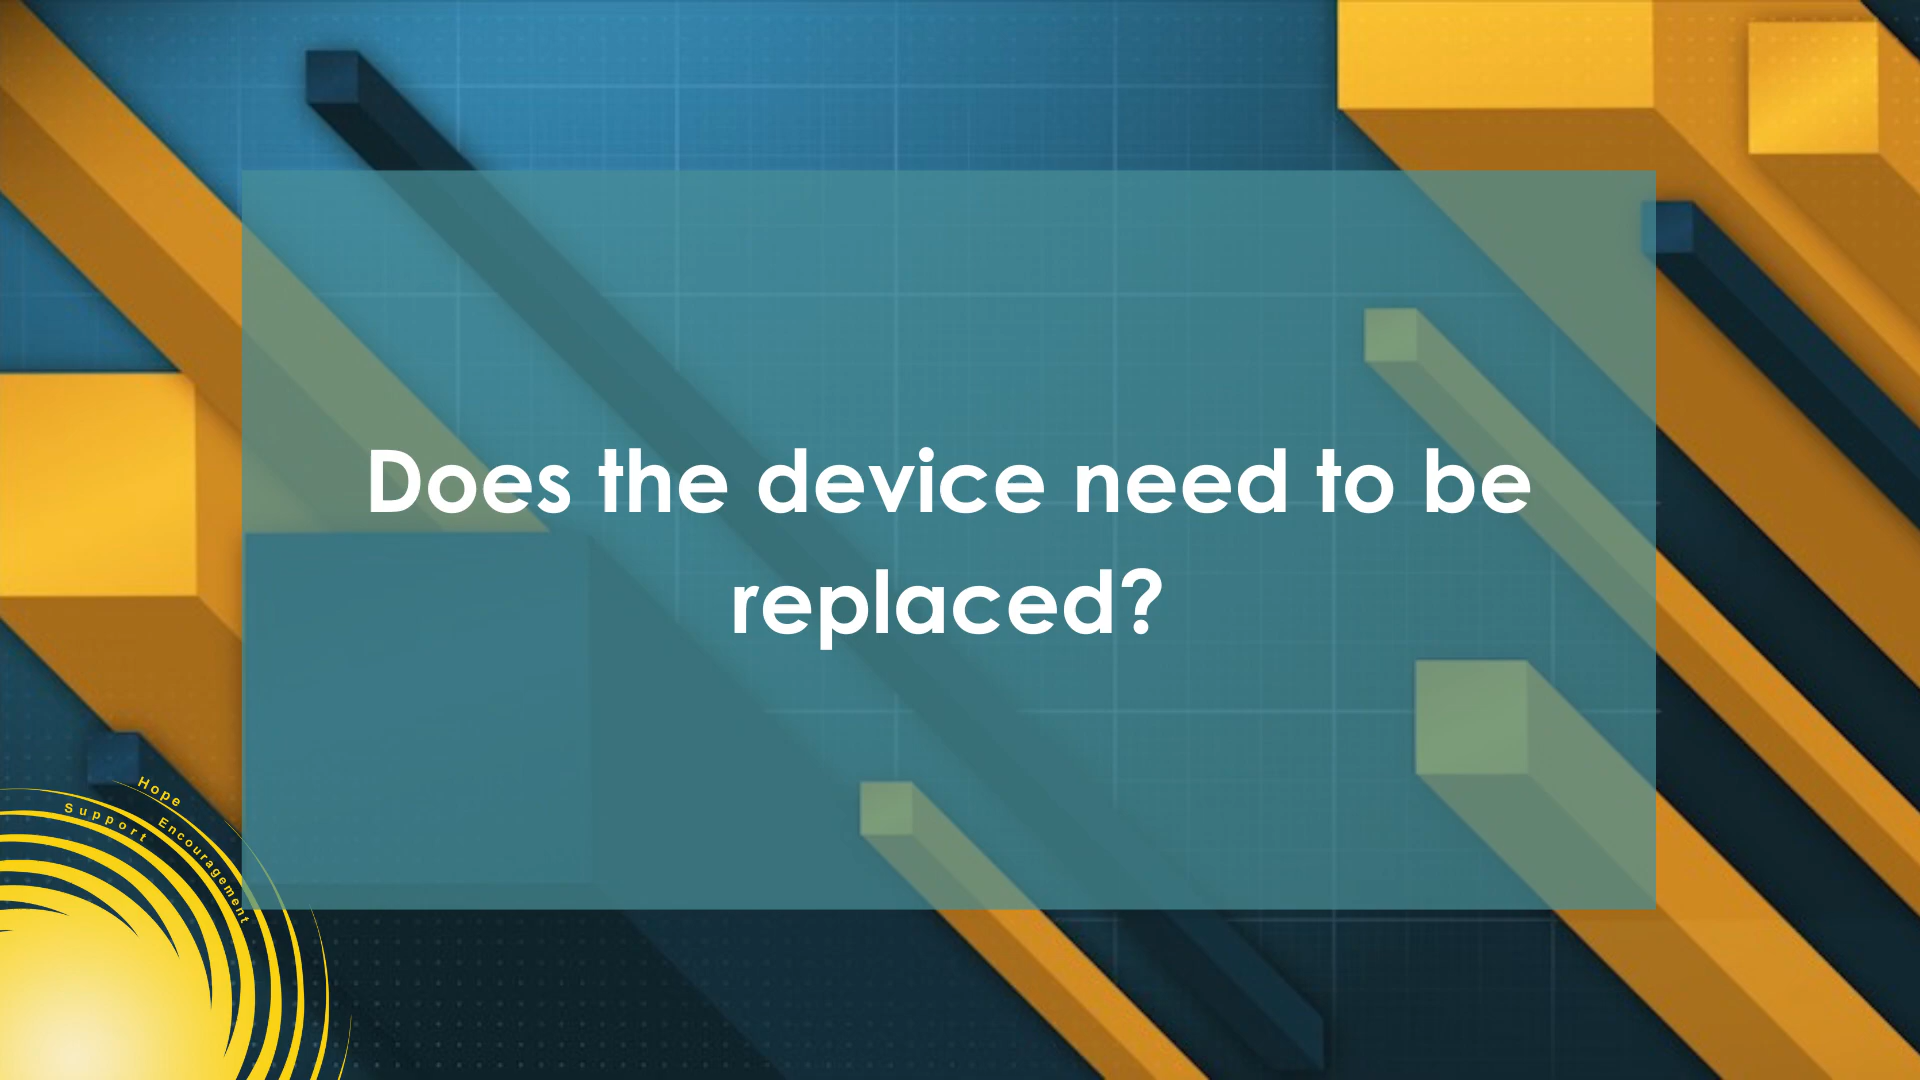 Does the device need to be
replaced?
Hope
Support
Encouragement